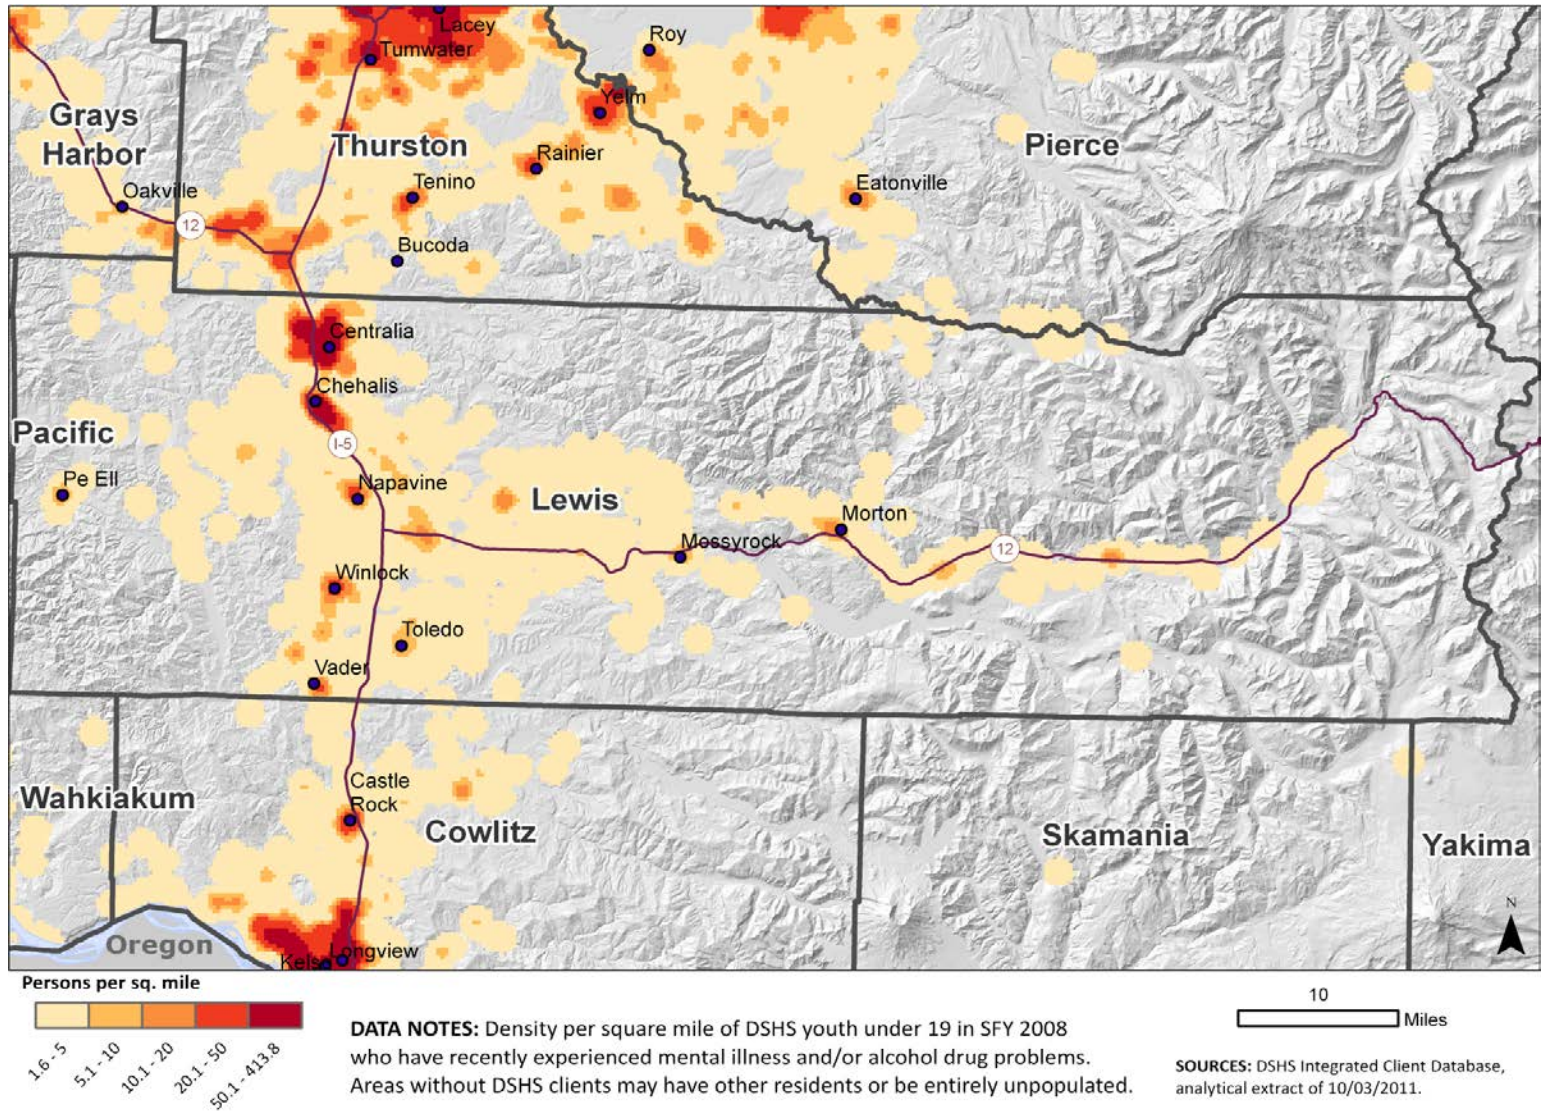 Lacey
Tumwater
Roy
Yelm
Grays
Harbor
Thurston
Pierce
Rainier
Tenino
Eatonville
Oakville
12
Bucoda
Centralia
Chehalis
Pacific
I-5
Pe Ell
Napavine
Lewis
Morton
Mossyrock
12
Winlock
Toledo
Vader
Castle
Rock
Wahkiakum
Cowlitz
Skamania
Yakima
N
Oregon
Longview
Kelso
Persons per sq. mile
1.6 - 5
5.1 - 10
10.1 - 20
20.1 - 50
50.1 - 413.8
DATA NOTES: Density per square mile of DSHS youth under 19 in SFY 2008
who have recently experienced mental illness and/or alcohol drug problems.
Areas without DSHS clients may have other residents or be entirely unpopulated.
10
Miles
SOURCES: DSHS Integrated Client Database,
analytical extract of 10/03/2011.